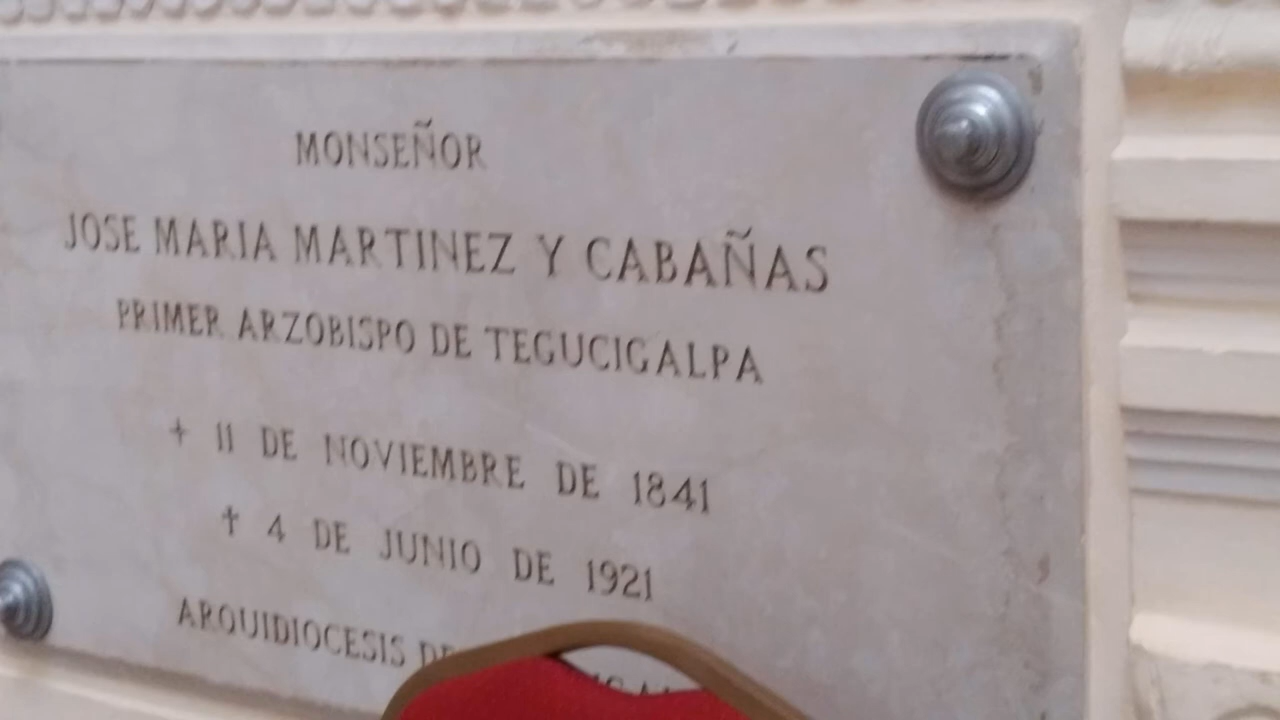 MONSEÑOR
JOSE MARIA MARTINEZ Y CABAÑAS
PRIMER ARZOBISPO DE TEGUCIGALPA
+ 11 DE NOVIEMBRE DE 1841
† 4 DE JUNIO DE 1921
ARQUIDIOCESIS DE